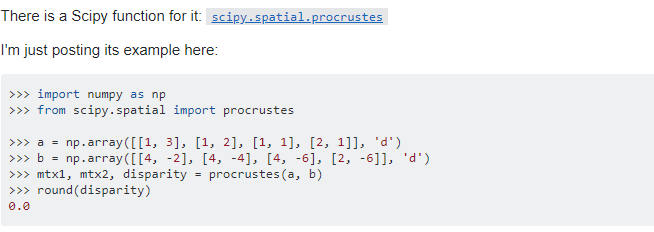 There is a Scipy function for it: scipy.spatial.procrustes
I'm just posting its example here:
>>> import numpy as np
>>> from scipy.spatial import procrustes
>>> a = np.array([[1, 3], [1, 2], [1, 1], [2, 1]], 'd')
>>> b = np.array([[4, -2], [4, -4], [4, -6], [2, -6]], 'd')
>>> mtx1, mtx2, disparity = procrustes(a, b)
>>> round(disparity)
0.0